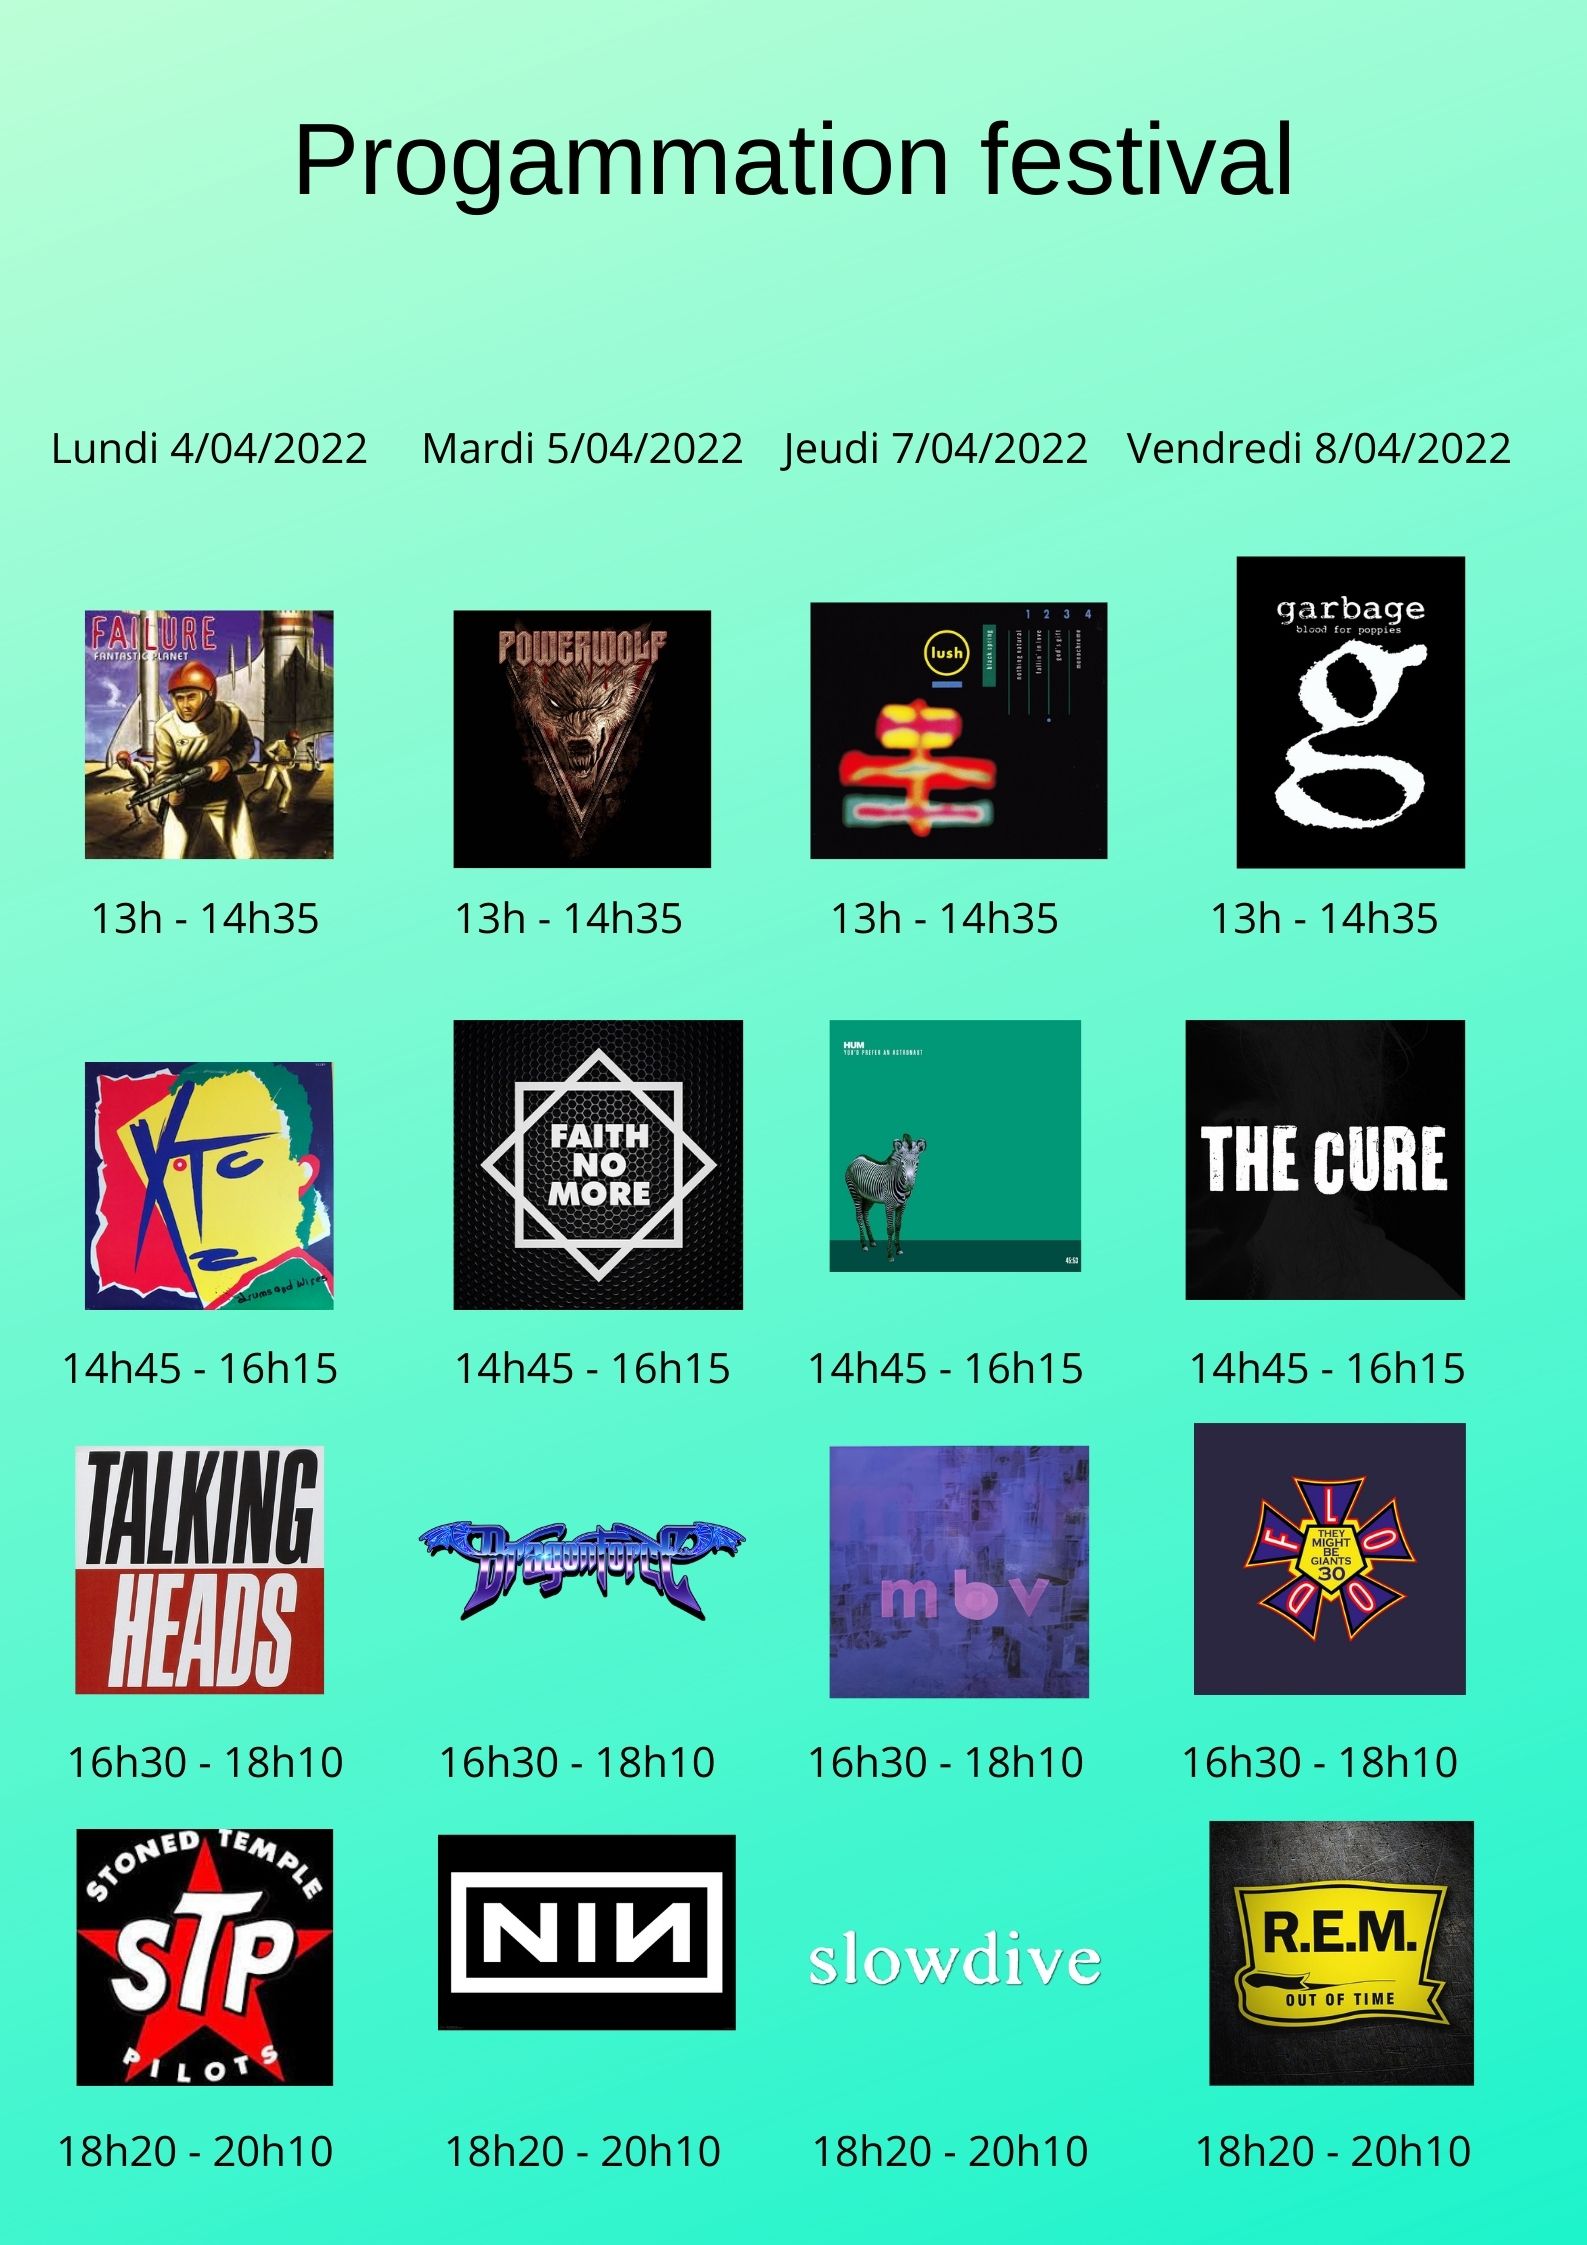 Progammation festival
Lundi 4/04/2022 Mardi 5/04/2022 Jeudi 7/04/2022 Vendredi 8/04/2022
FAILURE
FANTASTIC PLANET
POWERWOLF
1 2 3 4
lush
black spring
nothing natural
fallin' in love
god's gift
monochrome
garbage
blood for poppies
g
13h - 14h35 13h - 14h35 13h - 14h35 13h - 14h35
XTC
drums and wires
FAITH
NO
MORE
HUM
YOU'D PREFER AN ASTRONAUT
45:53
THE CURE
14h45 - 16h15 14h45 - 16h15 14h45 - 16h15 14h45 - 16h15
TALKING
HEADS
Dragonforce
mbv
FLOOD
THEY
MIGHT
BE
GIANTS
30
16h30 - 18h10 16h30 - 18h10 16h30 - 18h10 16h30 - 18h10
STONED TEMPLE
STP
PILOTS
NIN
slowdive
R.E.M.
OUT OF TIME
18h20 - 20h10 18h20 - 20h10 18h20 - 20h10 18h20 - 20h10